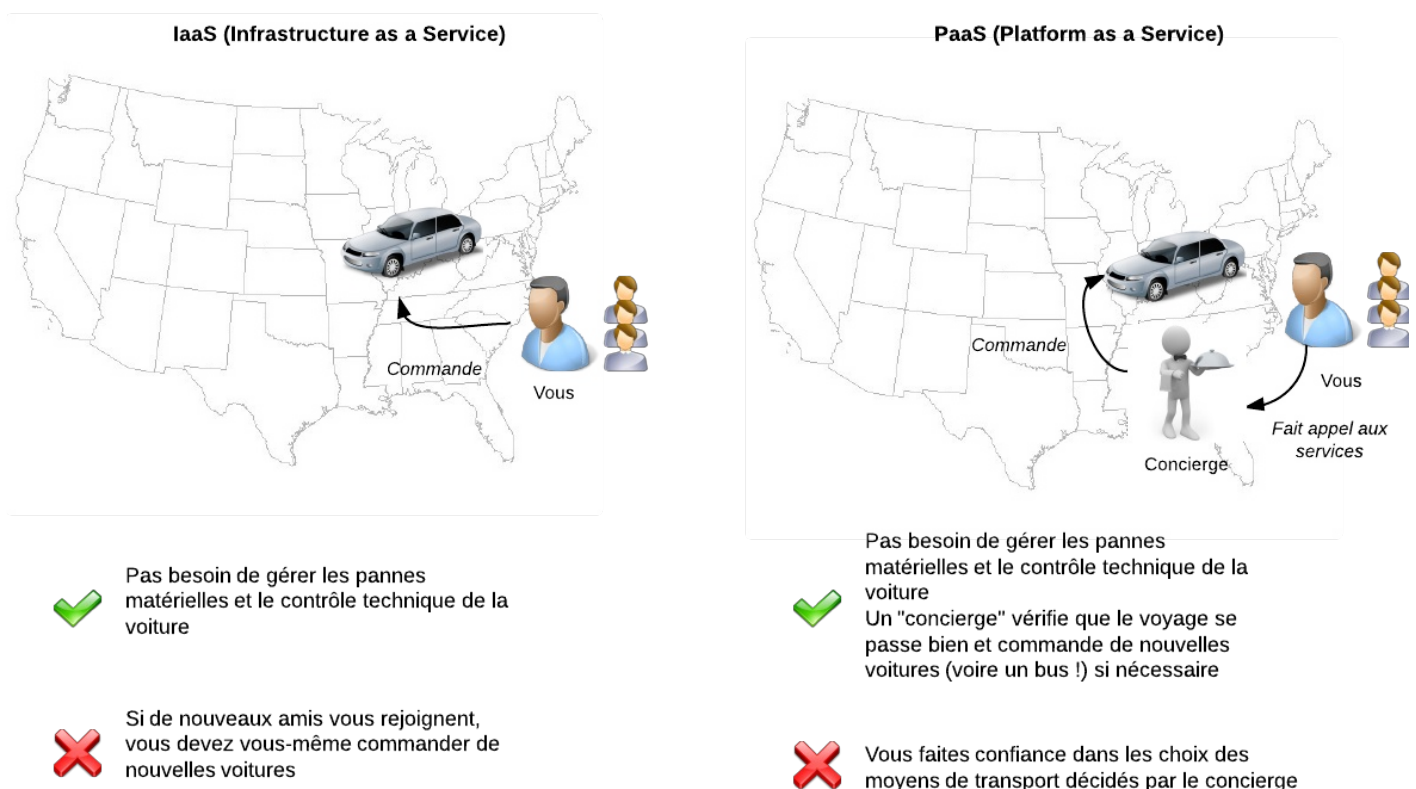 IaaS (Infrastructure as a Service)
Commande
Vous
Pas besoin de gérer les pannes
matérielles et le contrôle technique de la
voiture
Si de nouveaux amis vous rejoignent,
vous devez vous-même commander de
nouvelles voitures
PaaS (Platform as a Service)
Commande
Vous
Fait appel aux
services
Concierge
Pas besoin de gérer les pannes
matérielles et le contrôle technique de la
voiture
Un "concierge" vérifie que le voyage se
passe bien et commande de nouvelles
voitures (voire un bus !) si nécessaire
Vous faites confiance dans les choix des
moyens de transport décidés par le concierge